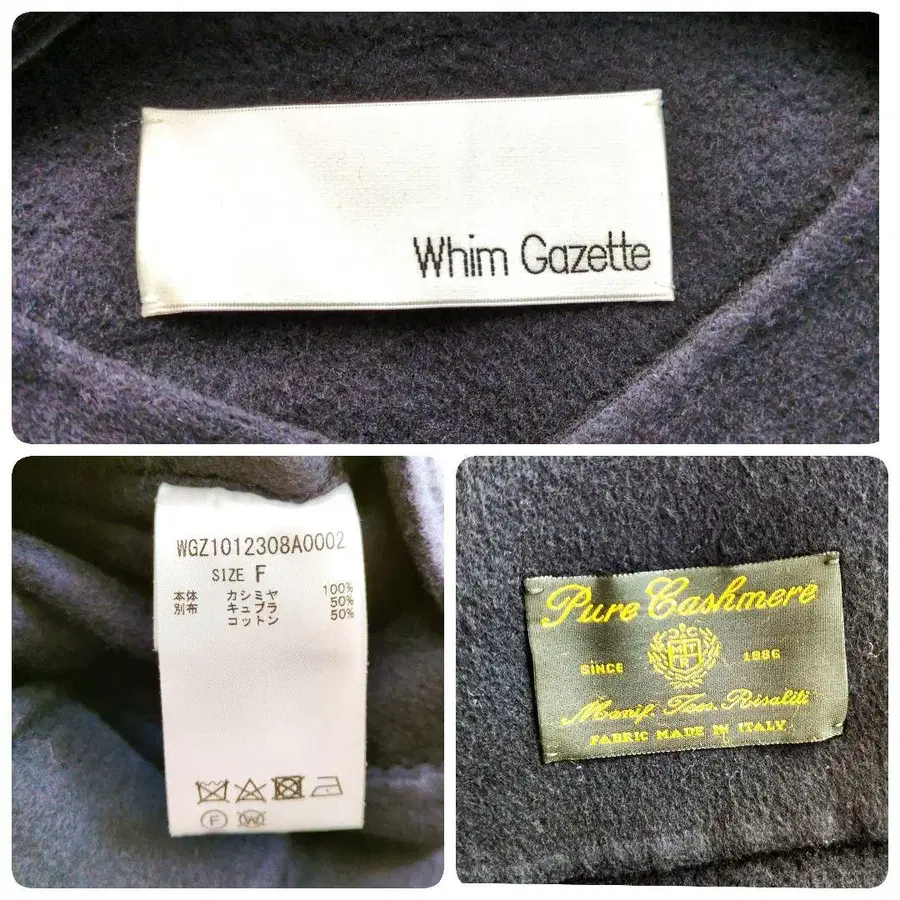 Whim Gazette
WGZ1012308A0002
SIZE F
本体 カシミヤ 100%
別布 キュプラ 50%
コットン 50%
F W
Pure Cashmere
SINCE 1986
Manif. Tess. Risaliti
FABRIC MADE IN ITALY